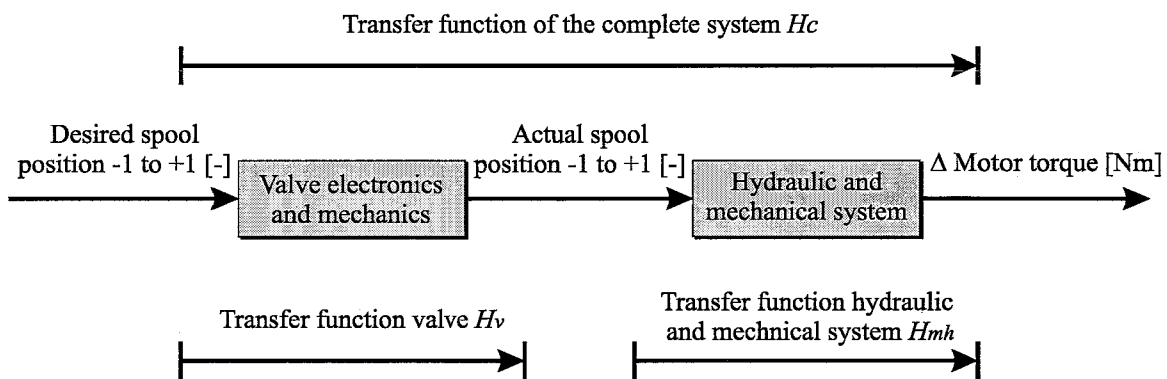 Transfer function of the complete system Hc
Desired spool
position -1 to +1 [-]
Valve electronics
and mechanics
Actual spool
position -1 to +1 [-]
Hydraulic and
mechanical system
Δ Motor torque [Nm]
Transfer function valve Hv
Transfer function hydraulic
and mechnical system Hmh